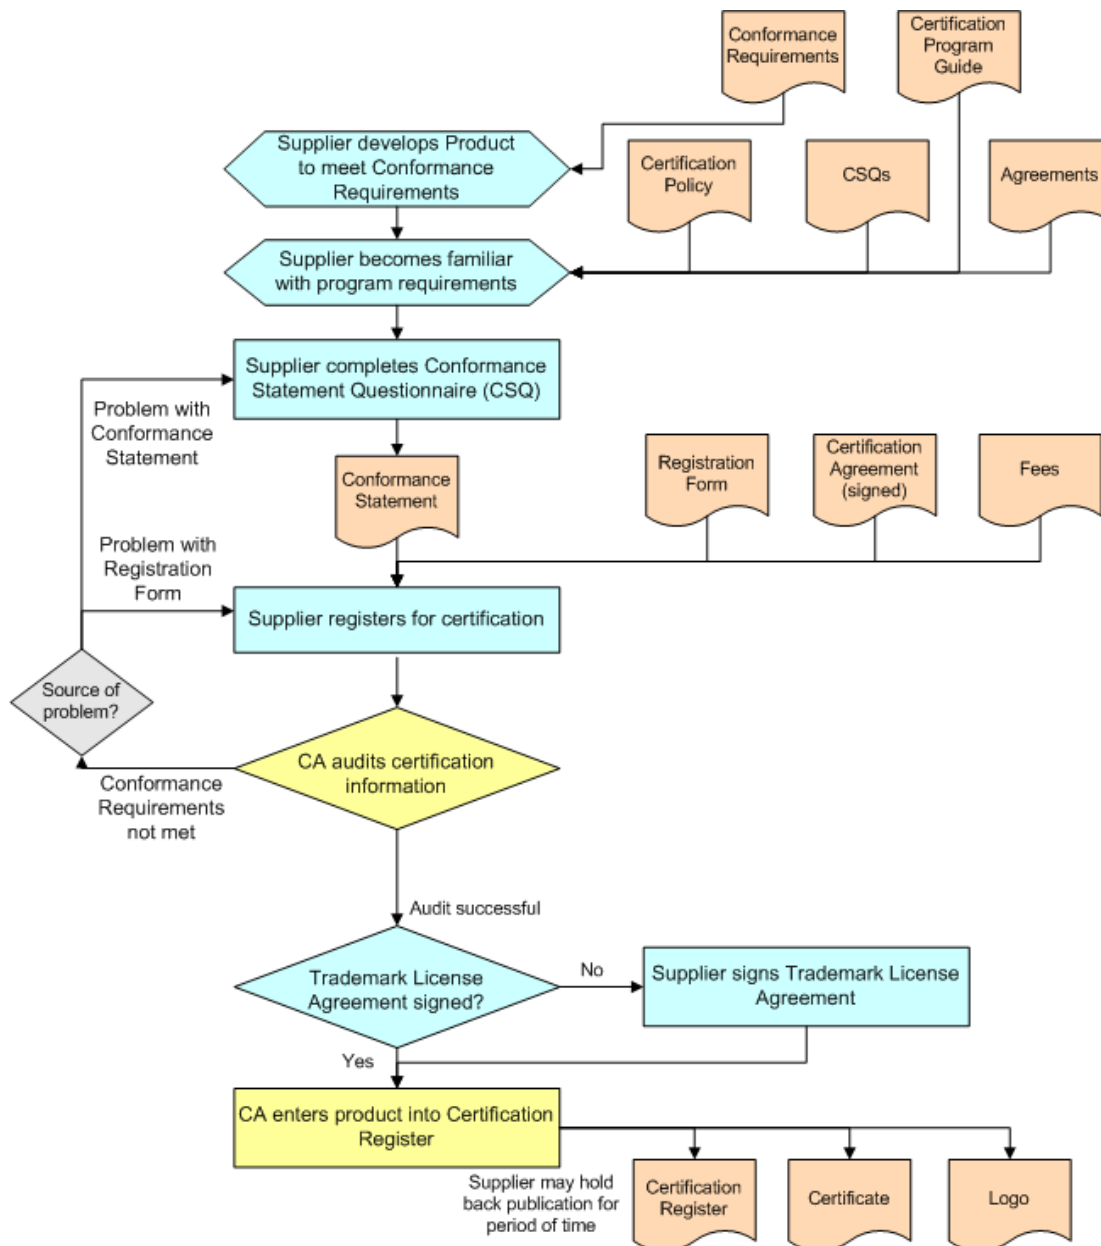 Conformance
Requirements
Certification
Program
Guide
Supplier develops Product
to meet Conformance
Requirements
Certification
Policy
CSQs
Agreements
Supplier becomes familiar
with program requirements
Supplier completes Conformance
Statement Questionnaire (CSQ)
Problem with
Conformance
Statement
Conformance
Statement
Registration
Form
Certification
Agreement
(signed)
Fees
Problem with
Registration
Form
Supplier registers for certification
Source of
problem?
CA audits certification
information
Conformance
Requirements
not met
Audit successful
Trademark License
Agreement signed?
No
Supplier signs Trademark License
Agreement
Yes
CA enters product into Certification
Register
Supplier may hold
back publication for
period of time
Certification
Register
Certificate
Logo